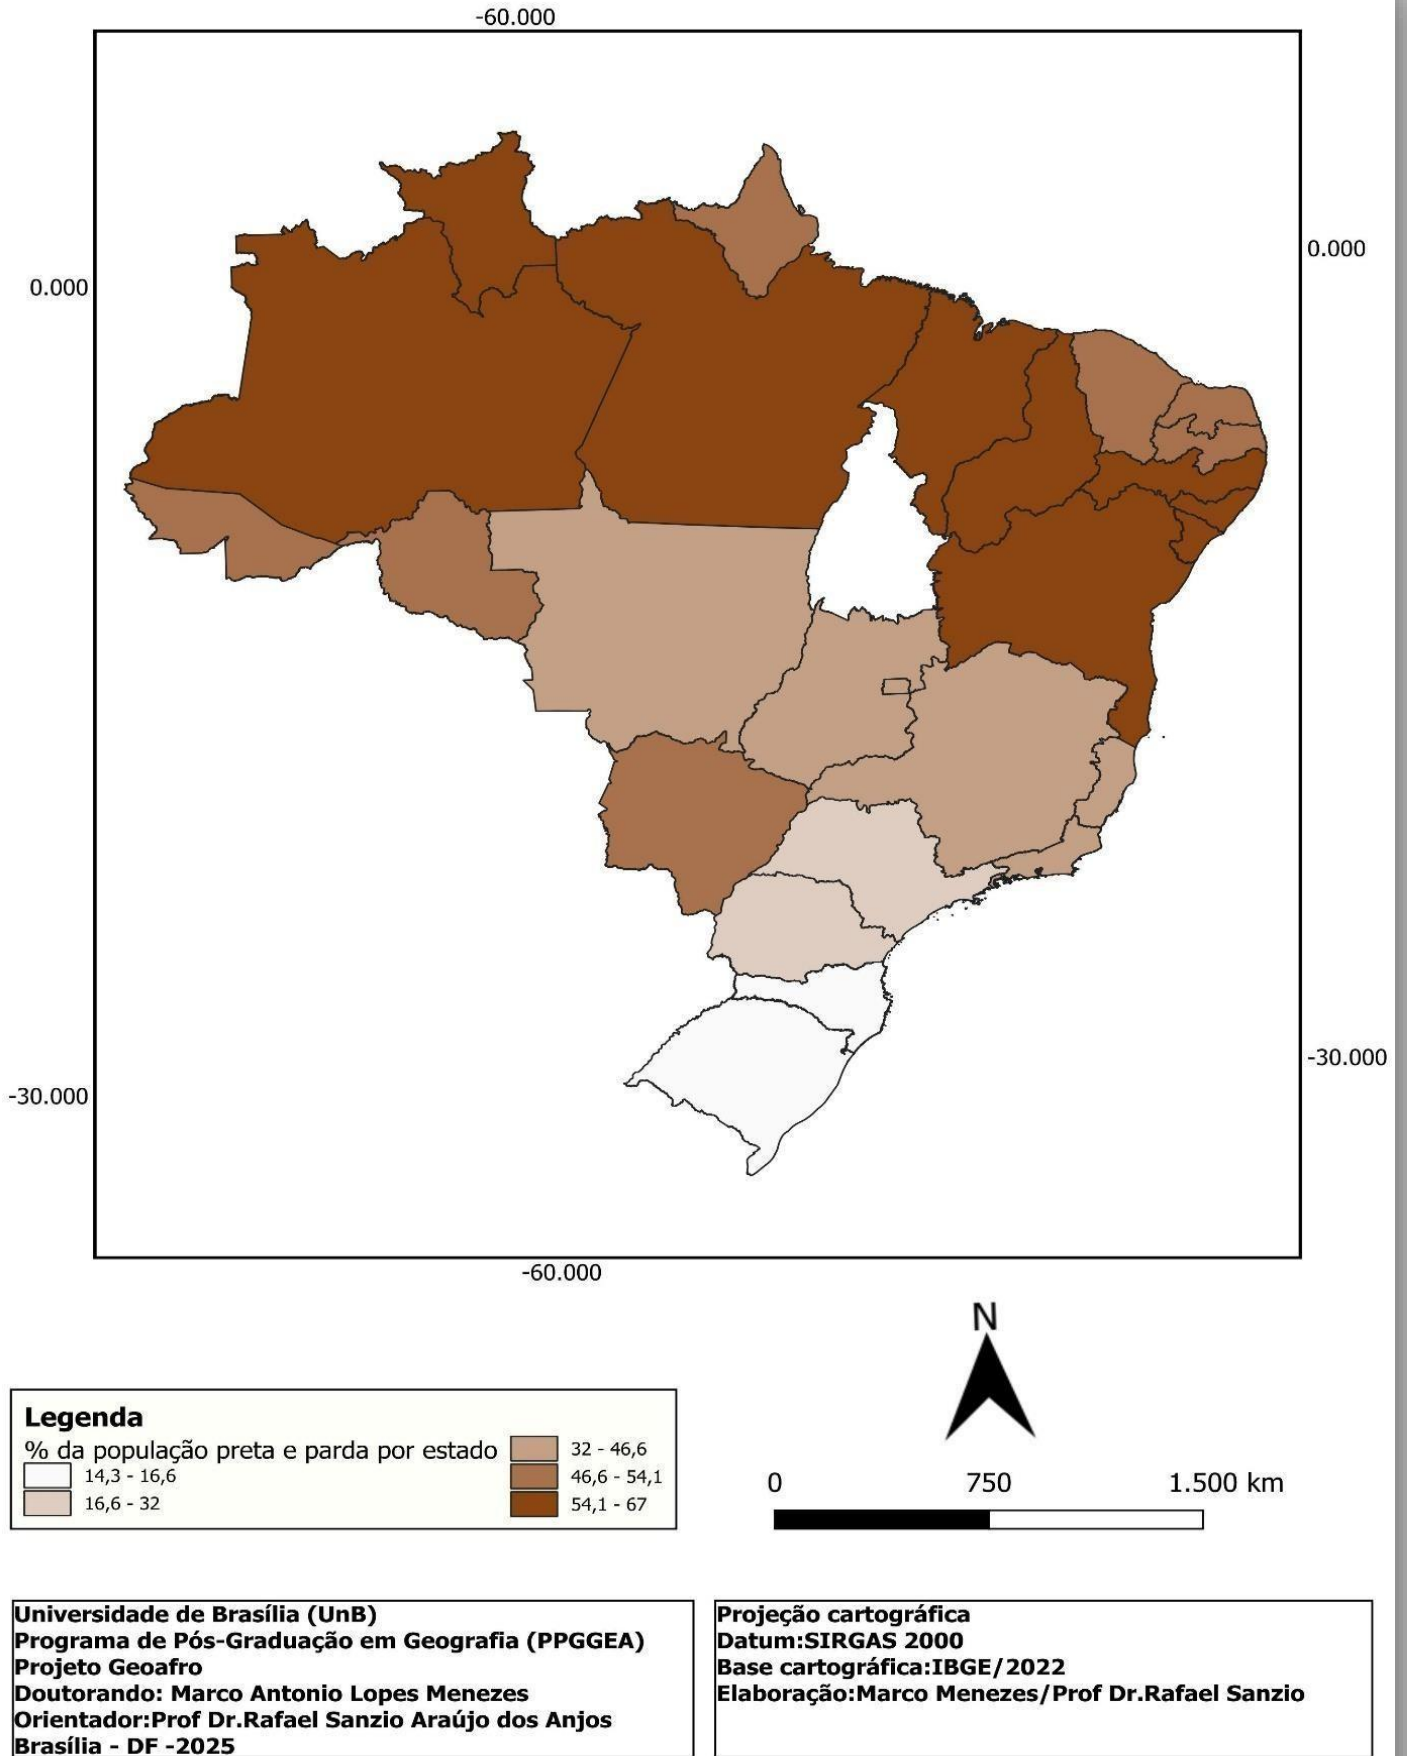 -60.000
0.000
0.000
-30.000
-30.000
-60.000
N
Legenda
% da população preta e parda por estado
14,3 - 16,6
16,6 - 32
32 - 46,6
46,6 - 54,1
54,1 - 67
0 750 1.500 km
Universidade de Brasília (UnB)
Programa de Pós-Graduação em Geografia (PPGGEA)
Projeto Geoafro
Doutorando: Marco Antonio Lopes Menezes
Orientador:Prof Dr.Rafael Sanzio Araújo dos Anjos
Brasília - DF -2025
Projeção cartográfica
Datum:SIRGAS 2000
Base cartográfica:IBGE/2022
Elaboração:Marco Menezes/Prof Dr.Rafael Sanzio